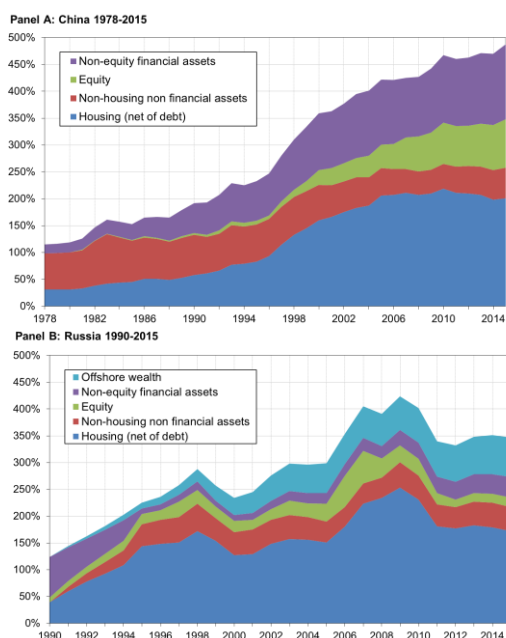 Panel A: China 1978-2015
500%
450%
400%
350%
300%
250%
200%
150%
100%
50%
0%
Non-equity financial assets
Equity
Non-housing non financial assets
Housing (net of debt)
1978 1982 1986 1990 1994 1998 2002 2006 2010 2014
Panel B: Russia 1990-2015
500%
450%
400%
350%
300%
250%
200%
150%
100%
50%
0%
Offshore wealth
Non-equity financial assets
Equity
Non-housing non financial assets
Housing (net of debt)
1990 1992 1994 1996 1998 2000 2002 2004 2006 2008 2010 2012 2014